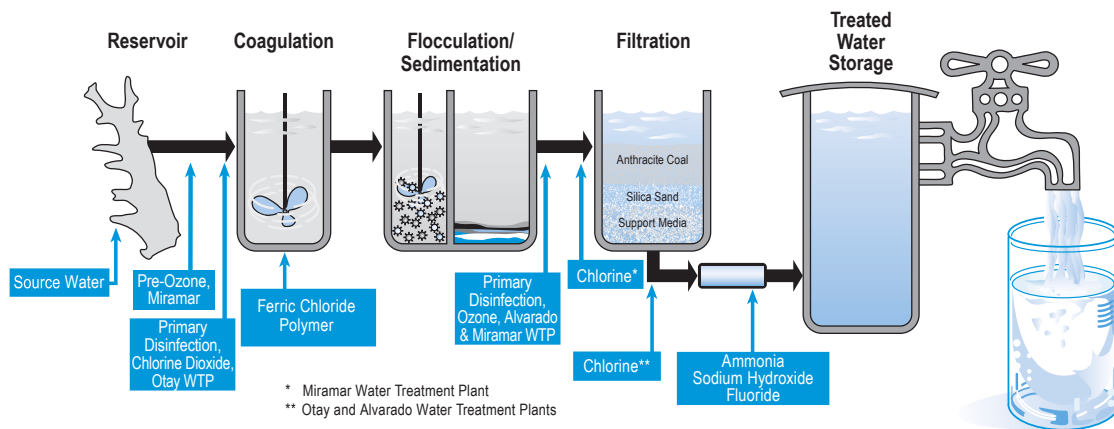 Reservoir
Coagulation
Flocculation/
Sedimentation
Filtration
Treated
Water
Storage
Anthracite Coal
Silica Sand
Support Media
Source Water
Pre-Ozone,
Miramar
Primary
Disinfection,
Chlorine Dioxide,
Otay WTP
Ferric Chloride
Polymer
Primary
Disinfection,
Ozone, Alvarado
& Miramar WTP
Chlorine*
Chlorine**
Ammonia
Sodium Hydroxide
Fluoride
* Miramar Water Treatment Plant
** Otay and Alvarado Water Treatment Plants